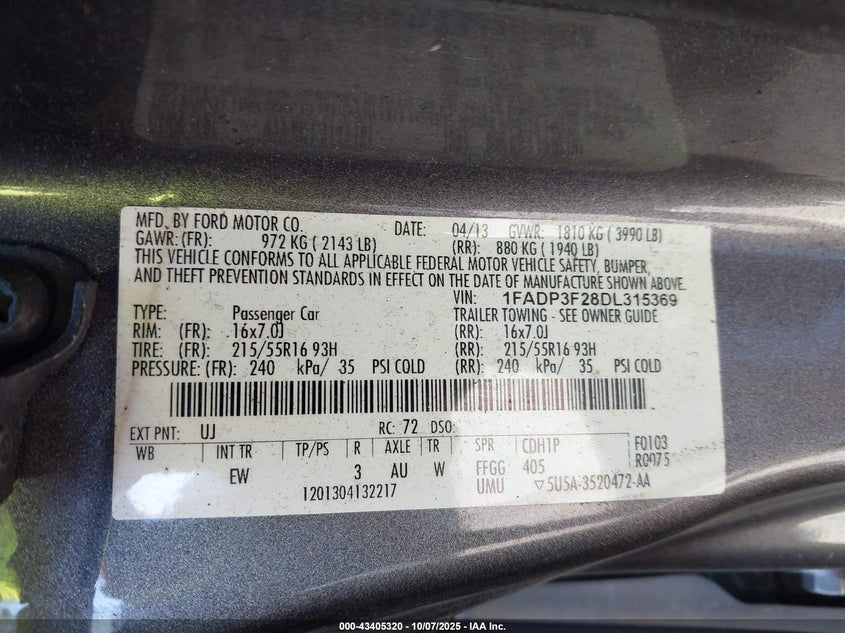 MFD. BY FORD MOTOR CO. DATE: 04/13 GVWR: 1810 KG ( 3990 LB)
GAWR: (FR): 972 KG ( 2143 LB) (RR): 880 KG ( 1940 LB)
THIS VEHICLE CONFORMS TO ALL APPLICABLE FEDERAL MOTOR VEHICLE SAFETY, BUMPER,
AND THEFT PREVENTION STANDARDS IN EFFECT ON THE DATE OF MANUFACTURE SHOWN ABOVE.
VIN: 1FADP3F28DL315369
TYPE: Passenger Car TRAILER TOWING - SEE OWNER GUIDE
RIM: (FR): 16x7.0J (RR): 16x7.0J
TIRE: (FR): 215/55R16 93H (RR): 215/55R16 93H
PRESSURE: (FR): 240 kPa/ 35 PSI COLD (RR): 240 kPa/ 35 PSI COLD
EXT PNT: UJ RC: 72 DSO:
WB INT TR TP/PS R AXLE TR SPR CDH1P F0103
EW 3 AU W FFGG 405 R0975
1201304132217 UMU ▽5U5A-3520472-AA
000-43405320 - 10/07/2025 - IAA Inc.